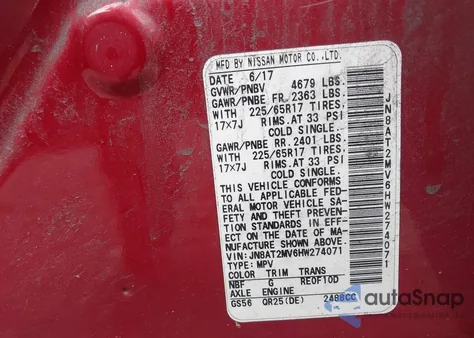 MFD BY NISSAN MOTOR CO.,LTD.
DATE 6/17
GVWR/PNBV 4679 LBS.
GAWR/PNBE FR. 2363 LBS.
WITH 225/65R17 TIRES,
17X7J RIMS.AT 33 PSI
COLD SINGLE.
GAWR/PNBE RR. 2401 LBS.
WITH 225/65R17 TIRES,
17X7J RIMS.AT 33 PSI
COLD SINGLE.
THIS VEHICLE CONFORMS
TO ALL APPLICABLE FED-
ERAL MOTOR VEHICLE SA-
FETY AND THEFT PREVEN-
TION STANDARDS IN EFF-
ECT ON THE DATE OF MA-
NUFACTURE SHOWN ABOVE.
VIN: JN8AT2MV6HW274071
TYPE: MPV
COLOR TRIM TRANS
NBF G RE0F10D
AXLE ENGINE
GS56 QR25(DE) 2488CC
JN8AT2MV6HW274071
autoSnap
www.autosnap.com